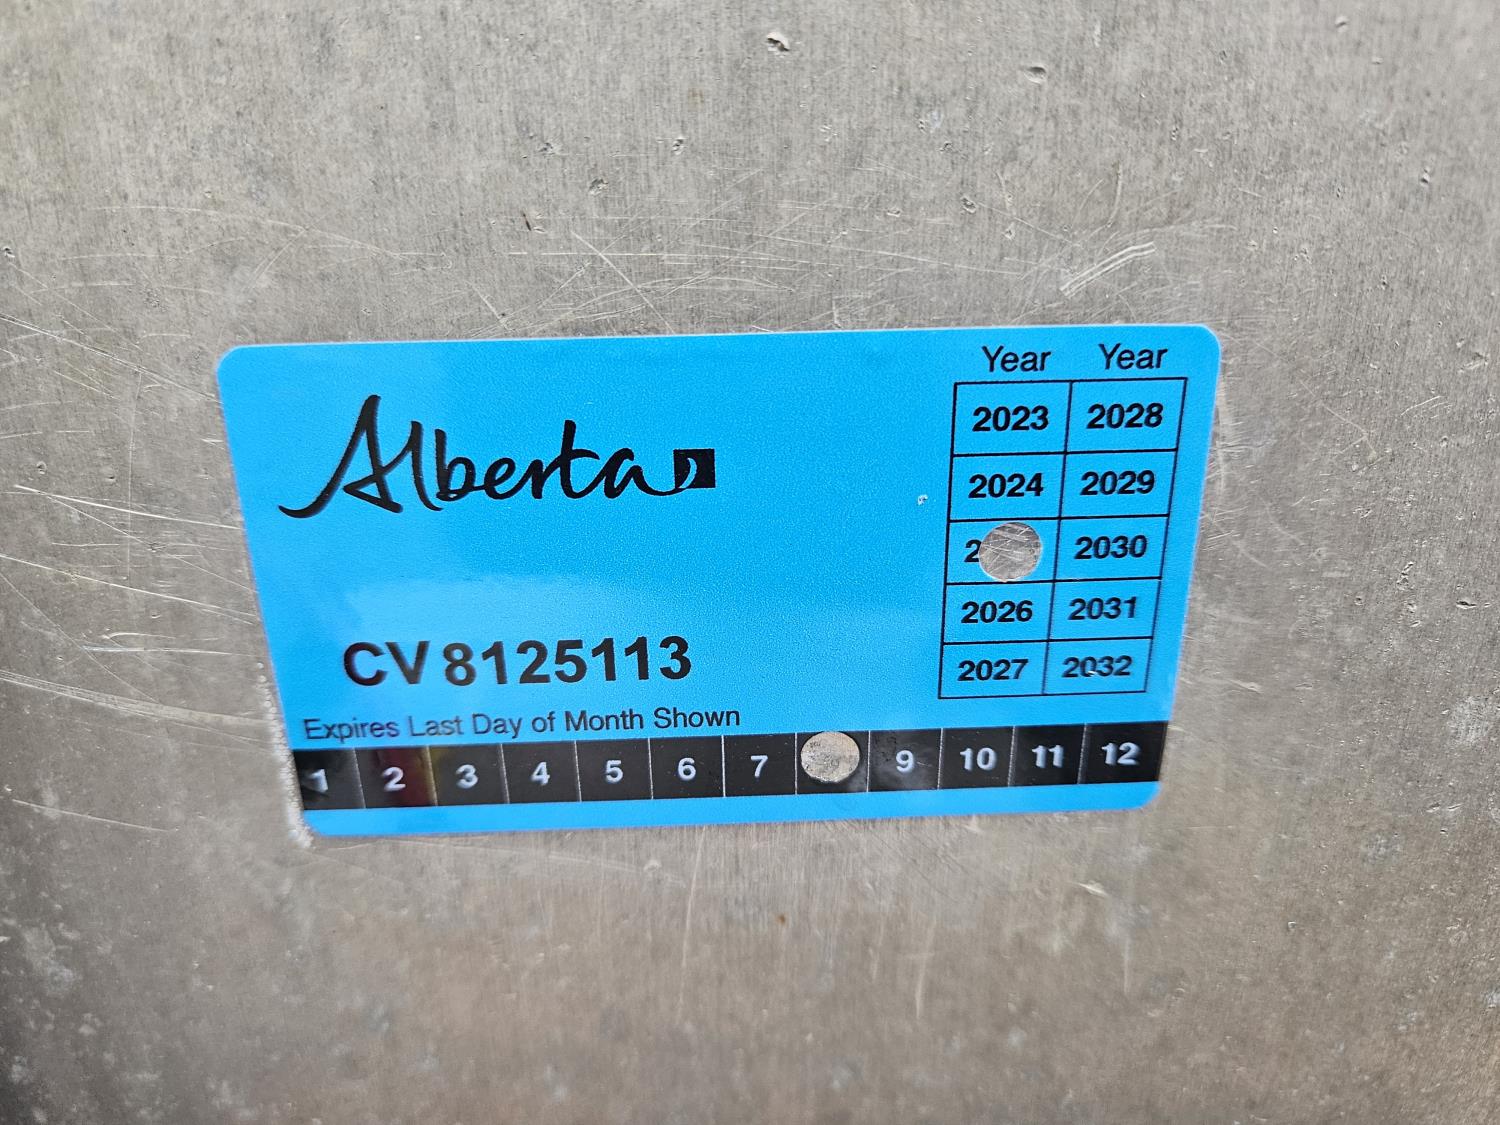 Alberta
CV 8125113
Expires Last Day of Month Shown
1 2 3 4 5 6 7 9 10 11 12
Year Year
2023 2028
2024 2029
2 2030
2026 2031
2027 2032